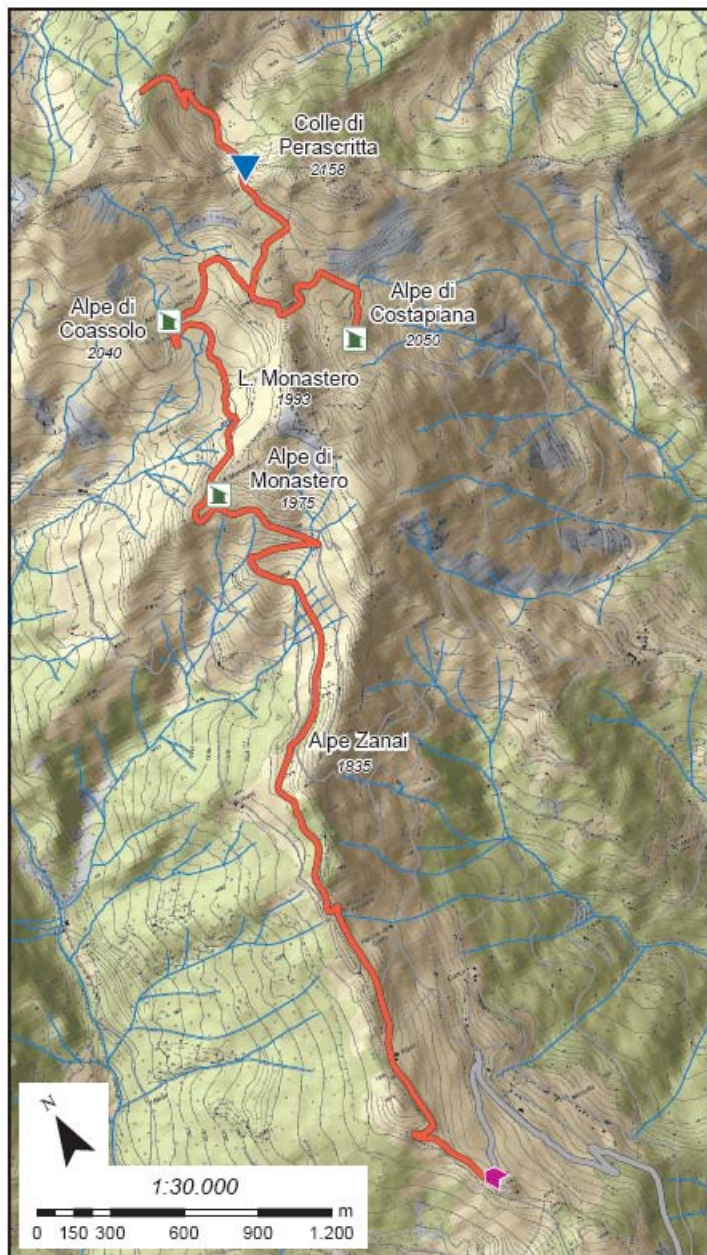 Colle di
Perascritta
2158
Alpe di
Coassolo
2040
Alpe di
Costapiana
2050
L. Monastero
1993
Alpe di
Monastero
1975
Alpe Zanai
1835
N
1:30.000
0 150 300 600 900 1.200 m